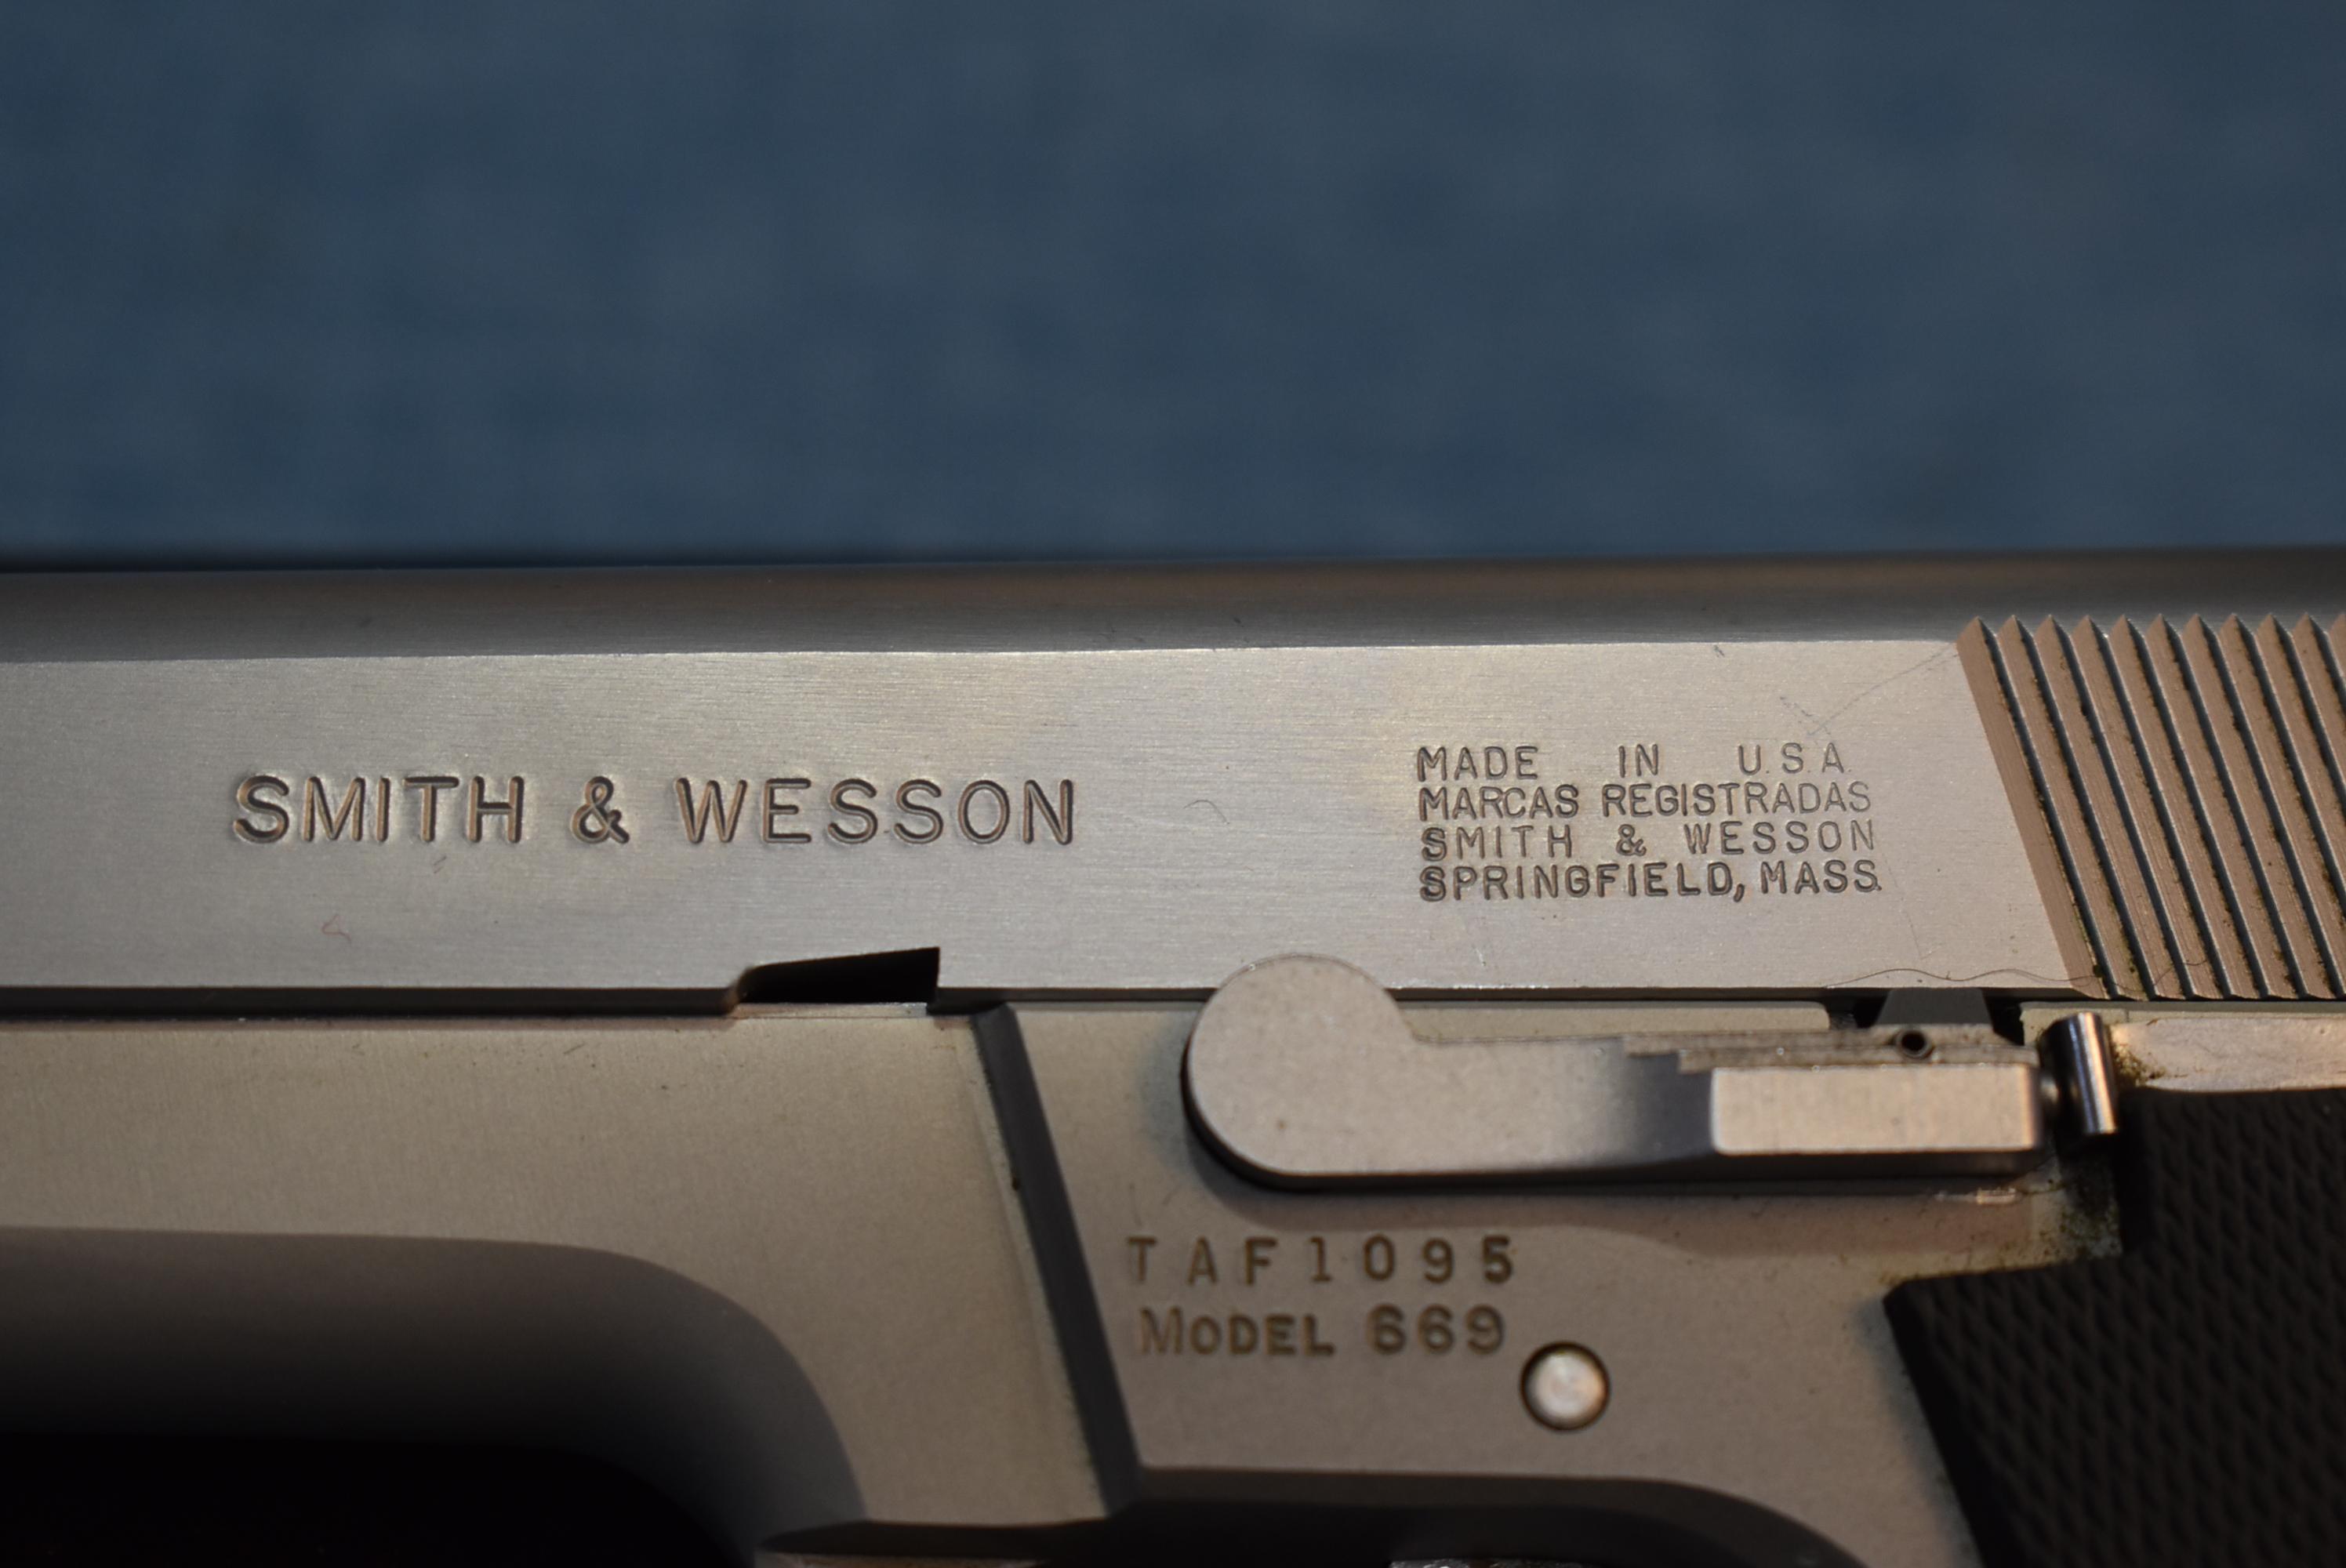 SMITH & WESSON
MADE IN U.S.A.
MARCAS REGISTRADAS
SMITH & WESSON
SPRINGFIELD, MASS.
TAF1095
MODEL 669